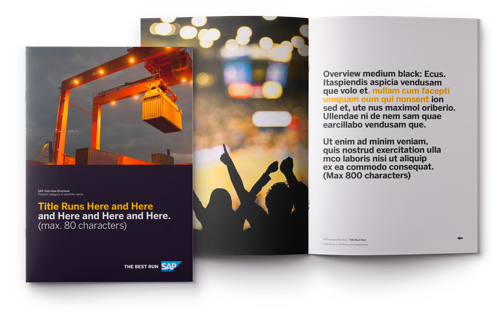 SAP Overview Brochure
Product category or portfolio name
Title Runs Here and Here
and Here and Here and Here.
(max. 80 characters)
THE BEST RUN SAP
Overview medium black: Ecus.
Itaspiendis aspicia vendusam
que volo et, nullam cum facepti
umquam eum qui nonsent ion
sed et, ute nus maximol oriberio.
Ullendae ni de nem sam quae
earcillabo vendusam que.
Ut enim ad minim veniam,
quis nostrud exercitation ulla
mco laboris nisi ut aliquip
ex ea commodo consequat.
(Max 800 characters)
Title Runs Here